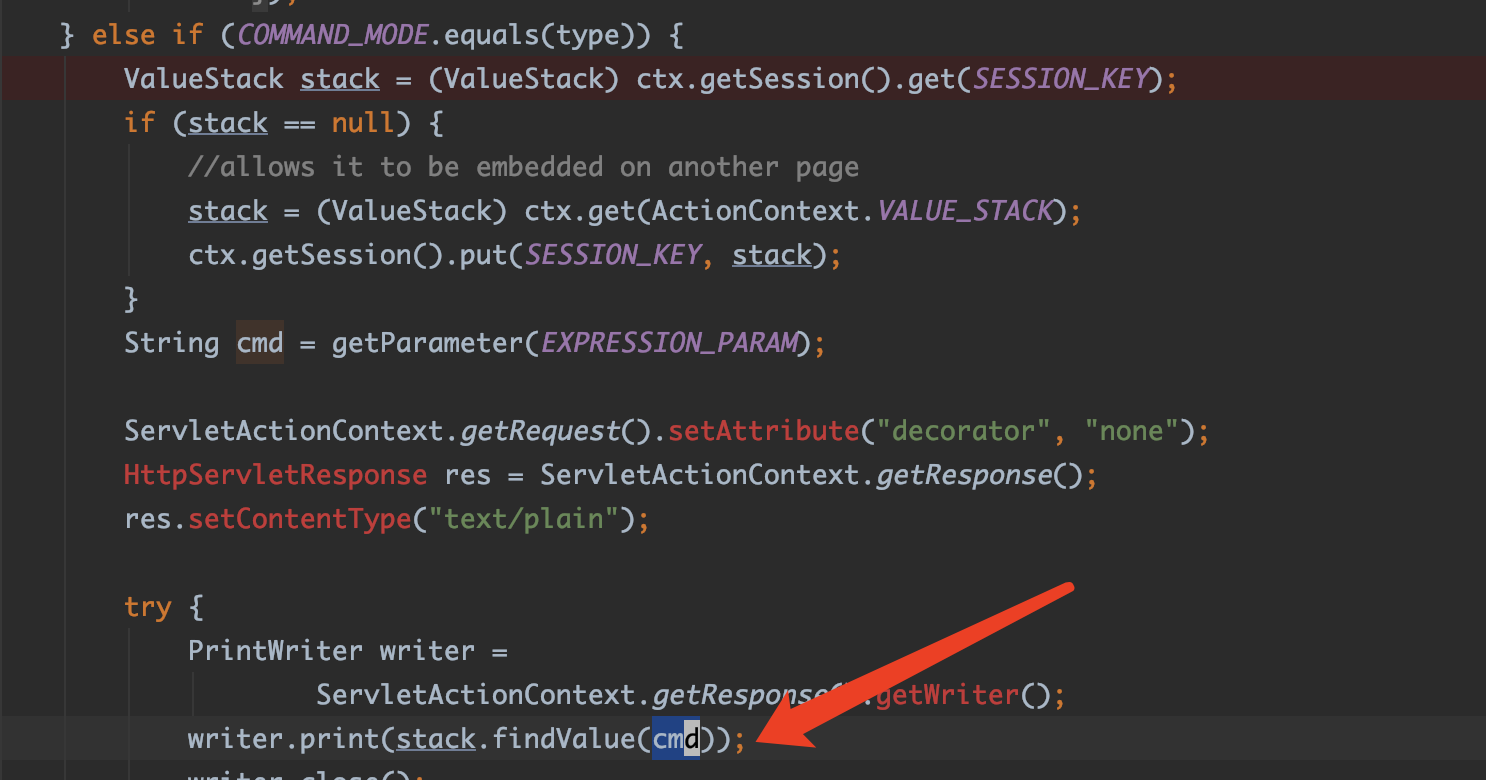 } else if (COMMAND_MODE.equals(type)) {
ValueStack stack = (ValueStack) ctx.getSession().get(SESSION_KEY);
if (stack == null) {
//allows it to be embedded on another page
stack = (ValueStack) ctx.get(ActionContext.VALUE_STACK);
ctx.getSession().put(SESSION_KEY, stack);
}
String cmd = getParameter(EXPRESSION_PARAM);
ServletActionContext.getRequest().setAttribute("decorator", "none");
HttpServletResponse res = ServletActionContext.getResponse();
res.setContentType("text/plain");
try {
PrintWriter writer =
ServletActionContext.getResponse().getWriter();
writer.print(stack.findValue(cmd));
writer.close();